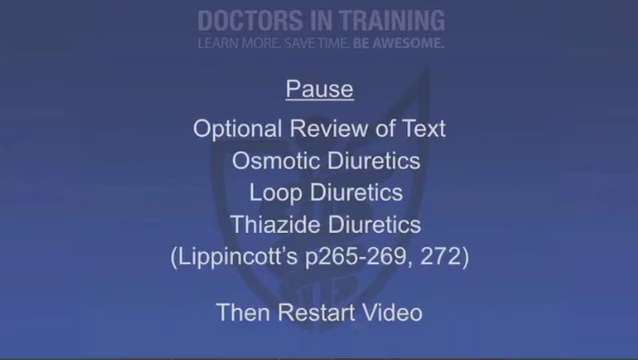 DOCTORS IN TRAINING
LEARN MORE. SAVE TIME. BE AWESOME.
Pause
Optional Review of Text
Osmotic Diuretics
Loop Diuretics
Thiazide Diuretics
(Lippincott's p265-269, 272)
Then Restart Video